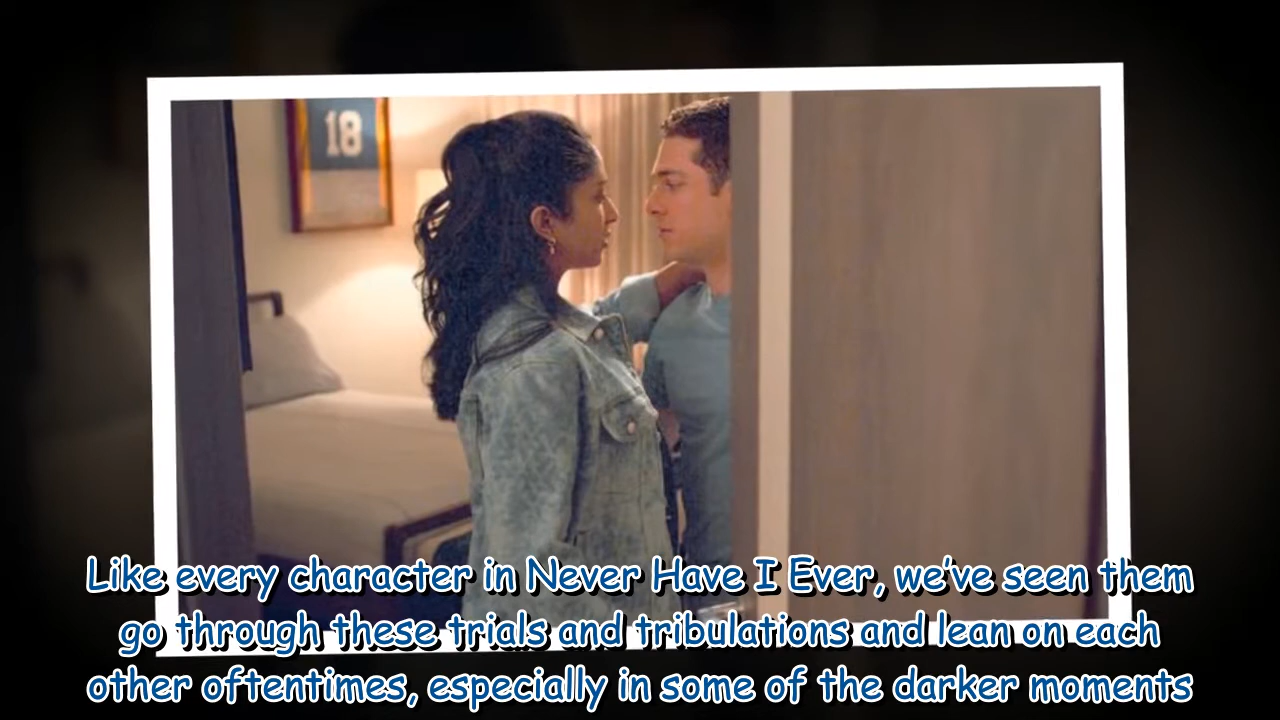 18
Like every character in Never Have I Ever, we've seen them
go through these trials and tribulations and lean on each
other oftentimes, especially in some of the darker moments